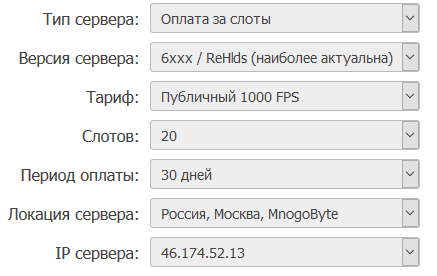 Тип сервера: Оплата за слоты
Версия сервера: 6xxx / ReHlds (наиболее актуальна)
Тариф: Публичный 1000 FPS
Слотов: 20
Период оплаты: 30 дней
Локация сервера: Россия, Москва, MnogoByte
IP сервера: 46.174.52.13